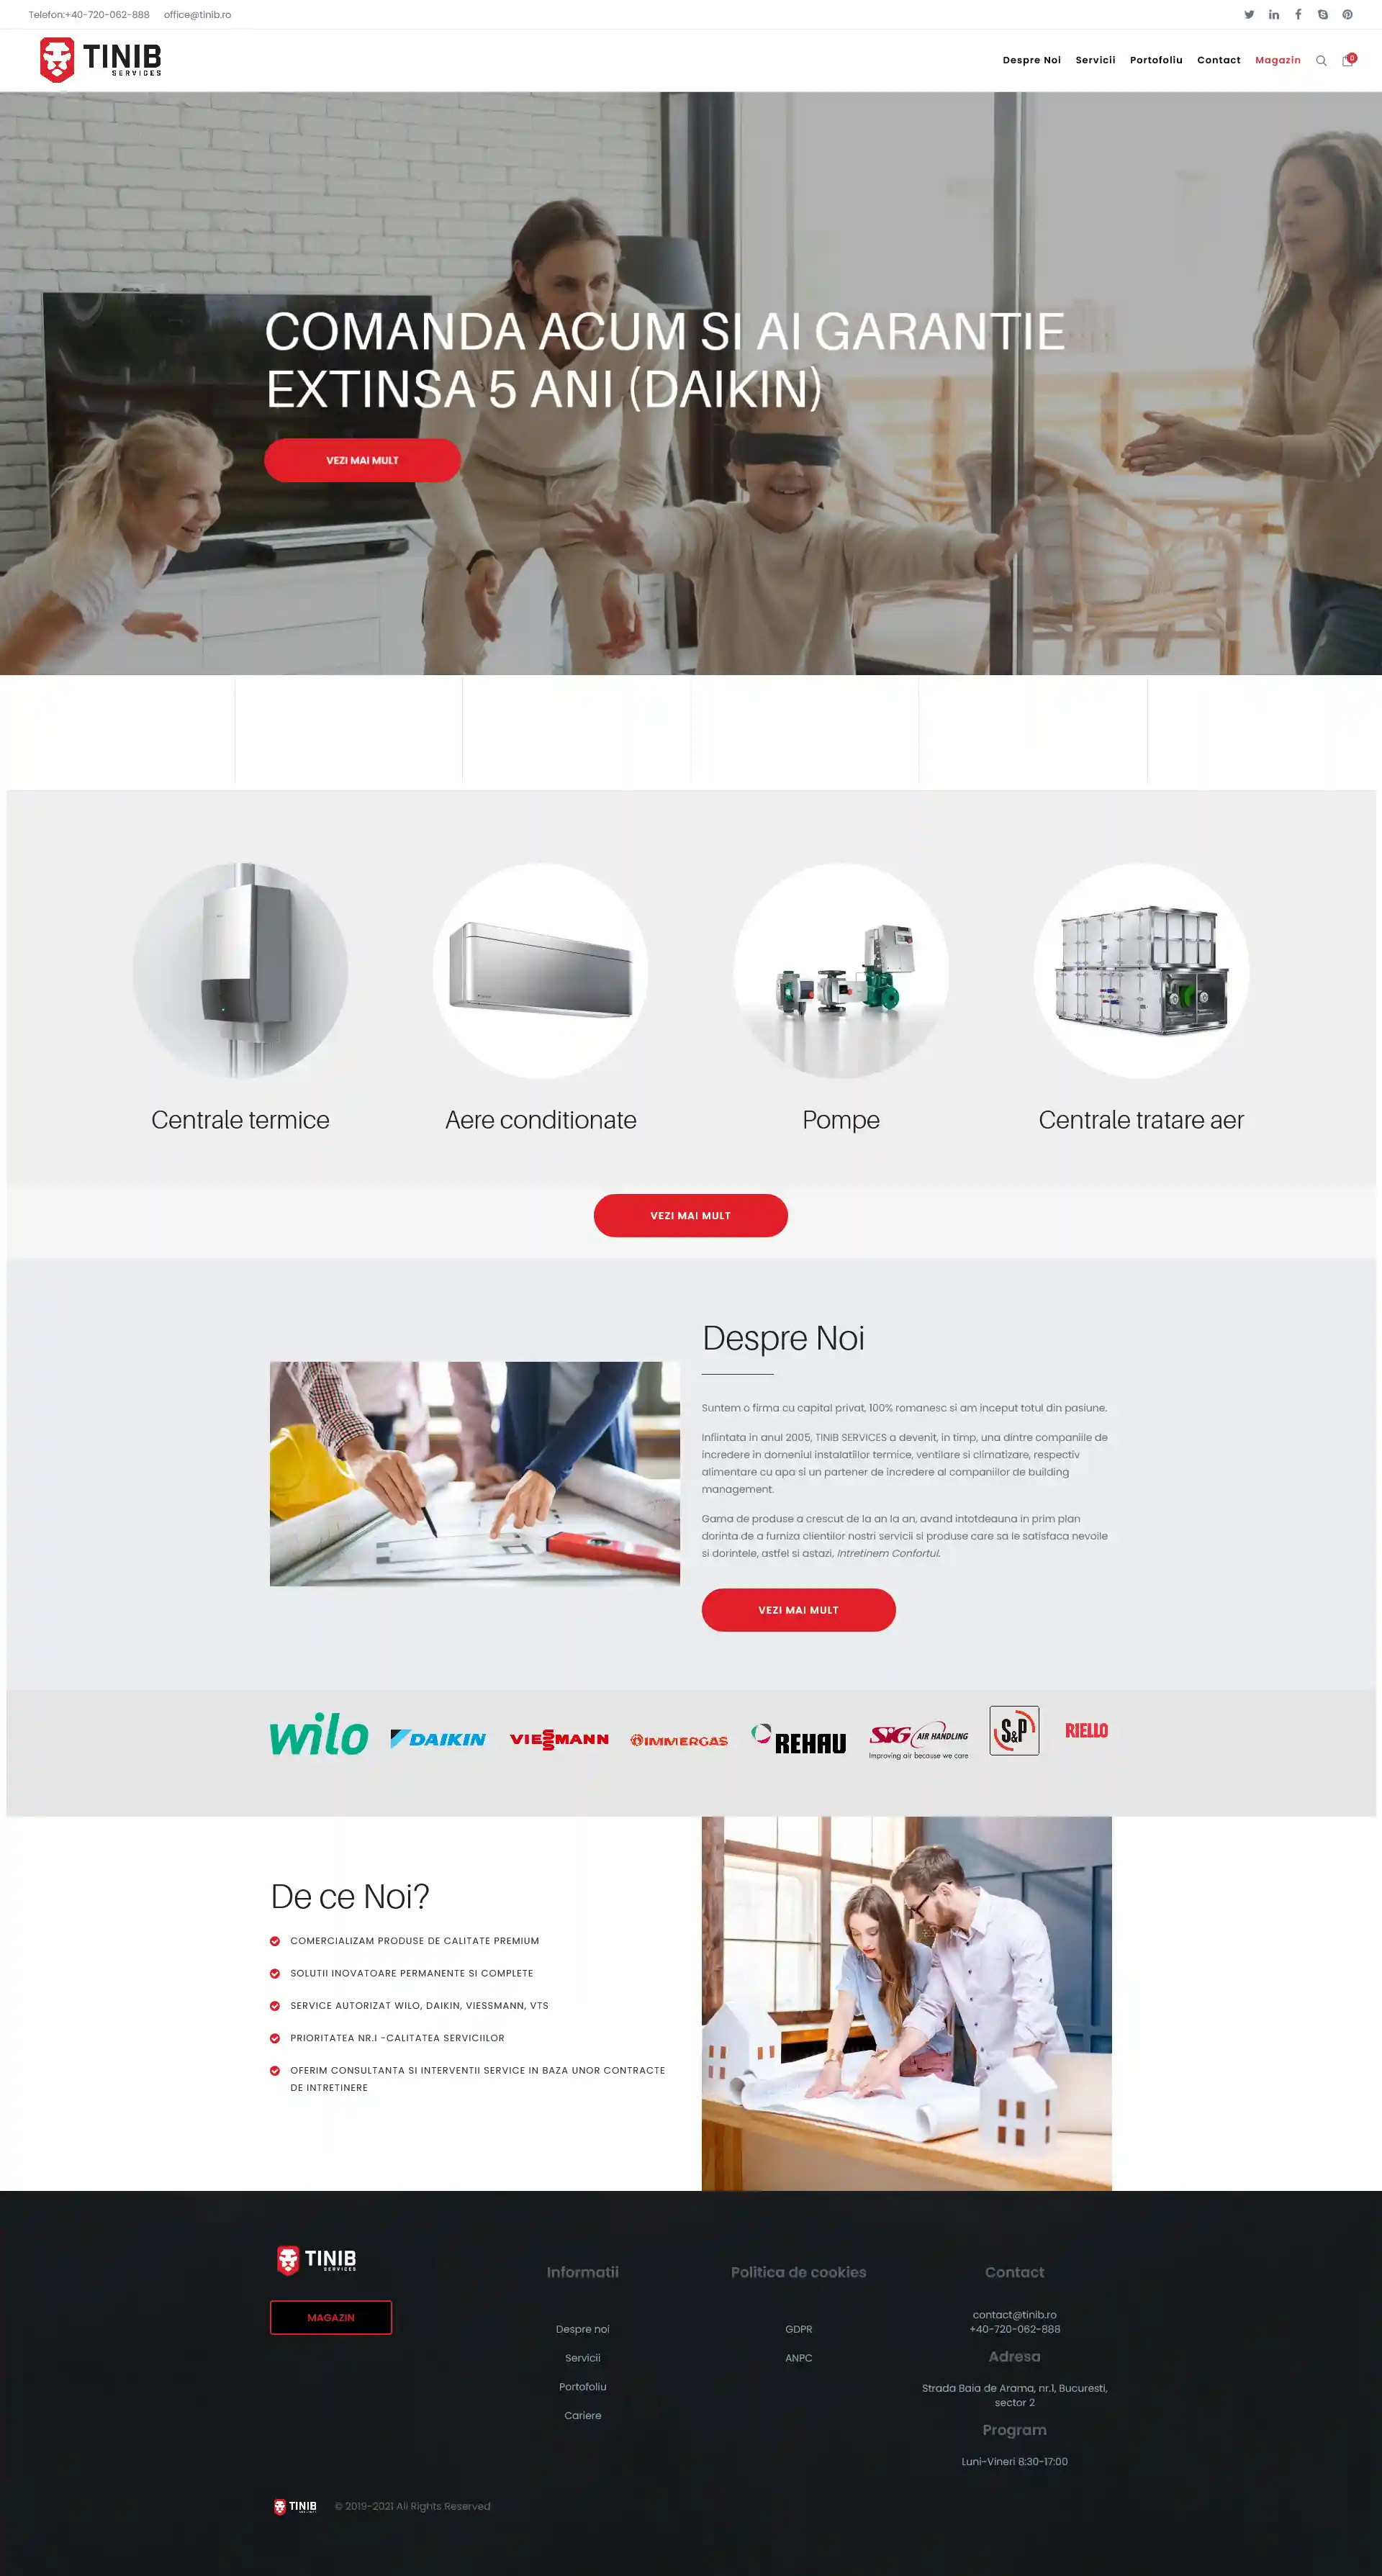 Telefon:+40-720-062-888 office@tinib.ro
TINIB
SERVICES
Despre Noi Servicii Portofoliu Contact Magazin
0
COMANDA ACUM SI AI GARANTIE
EXTINSA 5 ANI (DAIKIN)
VEZI MAI MULT
Centrale termice
Aere conditionate
Pompe
Centrale tratare aer
VEZI MAI MULT
Despre Noi
Suntem o firma cu capital privat, 100% romanesc si am inceput totul din pasiune.
Infiintata in anul 2005, TINIB SERVICES a devenit, in timp, una dintre companiile de
incredere in domeniul instalatiilor termice, ventilare si climatizare, respectiv
alimentare cu apa si un partener de incredere al companiilor de building
management.
Gama de produse a crescut de la an la an, avand intotdeauna in prim plan
dorinta de a furniza clientilor nostri servicii si produse care sa le satisfaca nevoile
si dorintele, astfel si astazi, Intretinem Confortul.
VEZI MAI MULT
wilo
DAIKIN
VIESSMANN
IMMERGAS
REHAU
SIG AIR HANDLING
Improving air because we care
S&P
RIELLO
De ce Noi?
COMERCIALIZAM PRODUSE DE CALITATE PREMIUM
SOLUTII INOVATOARE PERMANENTE SI COMPLETE
SERVICE AUTORIZAT WILO, DAIKIN, VIESSMANN, VTS
PRIORITATEA NR.1 -CALITATEA SERVICIILOR
OFERIM CONSULTANTA SI INTERVENTII SERVICE IN BAZA UNOR CONTRACTE
DE INTRETINERE
TINIB
SERVICES
MAGAZIN
Informatii
Despre noi
Servicii
Portofoliu
Cariere
Politica de cookies
GDPR
ANPC
Contact
contact@tinib.ro
+40-720-062-888
Adresa
Strada Baia de Arama, nr.1, Bucuresti,
sector 2
Program
Luni-Vineri 8:30-17:00
TINIB
© 2019-2021 All Rights Reserved